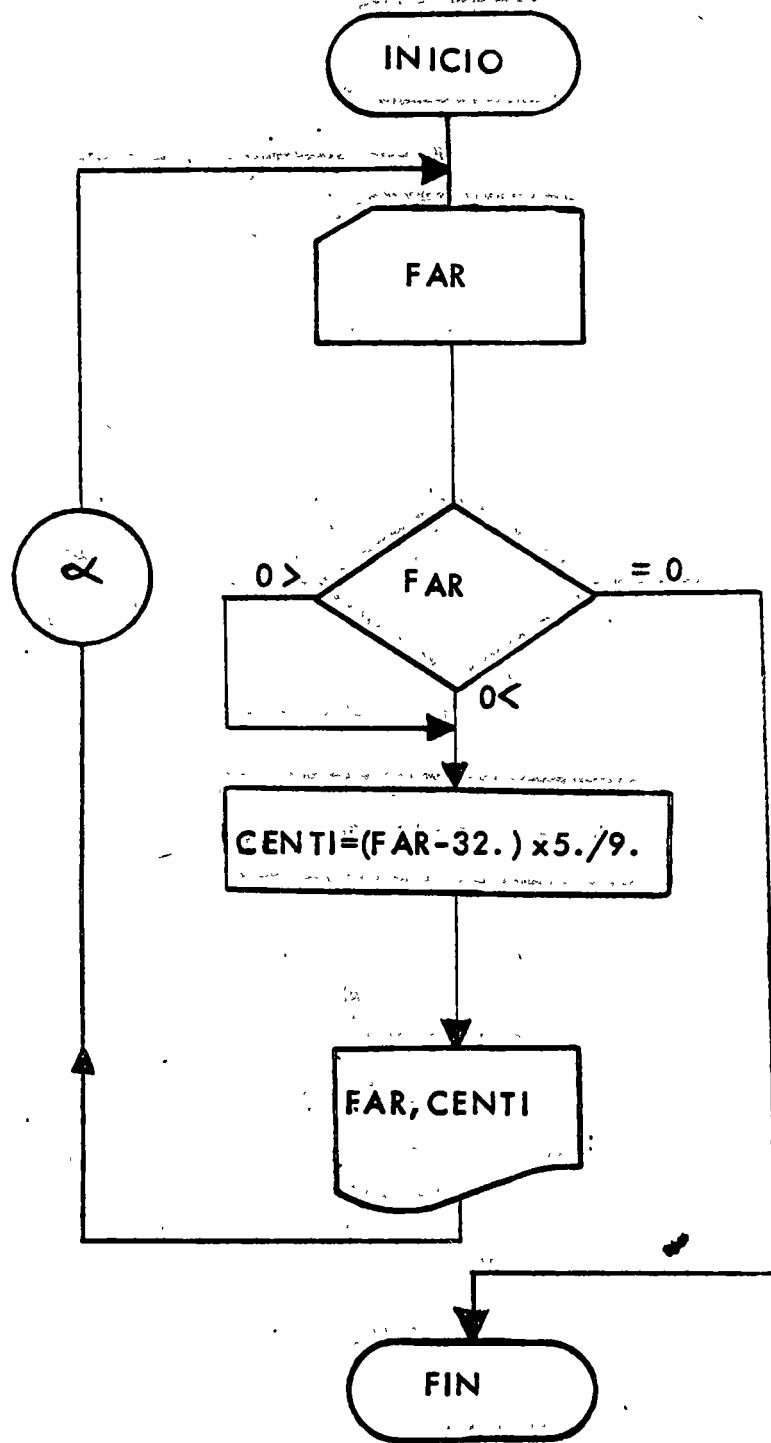 INICIO
FAR
∝
0 >
FAR
= 0
0<
CENTI=(FAR-32.) x5./9.
FAR, CENTI
FIN